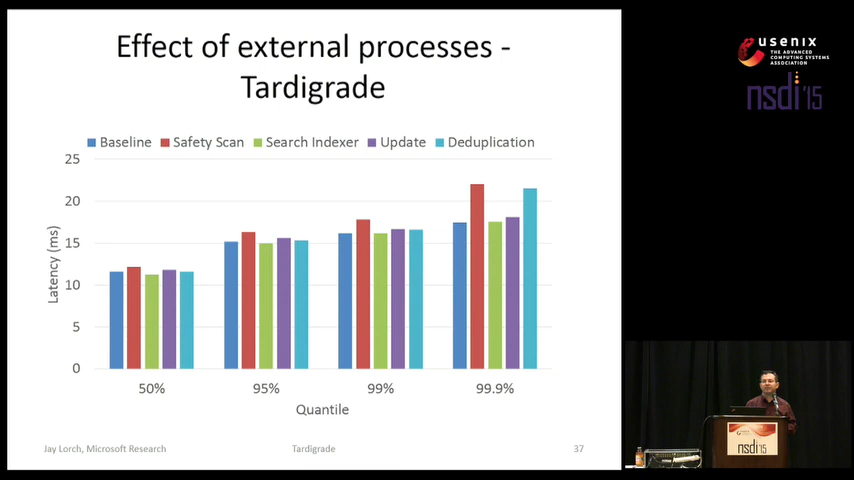 Effect of external processes -
Tardigrade
Baseline Safety Scan Search Indexer Update Deduplication
25
20
15
10
5
0
Latency (ms)
50% 95% 99% 99.9%
Quantile
Jay Lorch, Microsoft Research Tardigrade 37
usenix
THE ADVANCED
COMPUTING SYSTEMS
ASSOCIATION
nsdi '15
usenix
nsdi'15